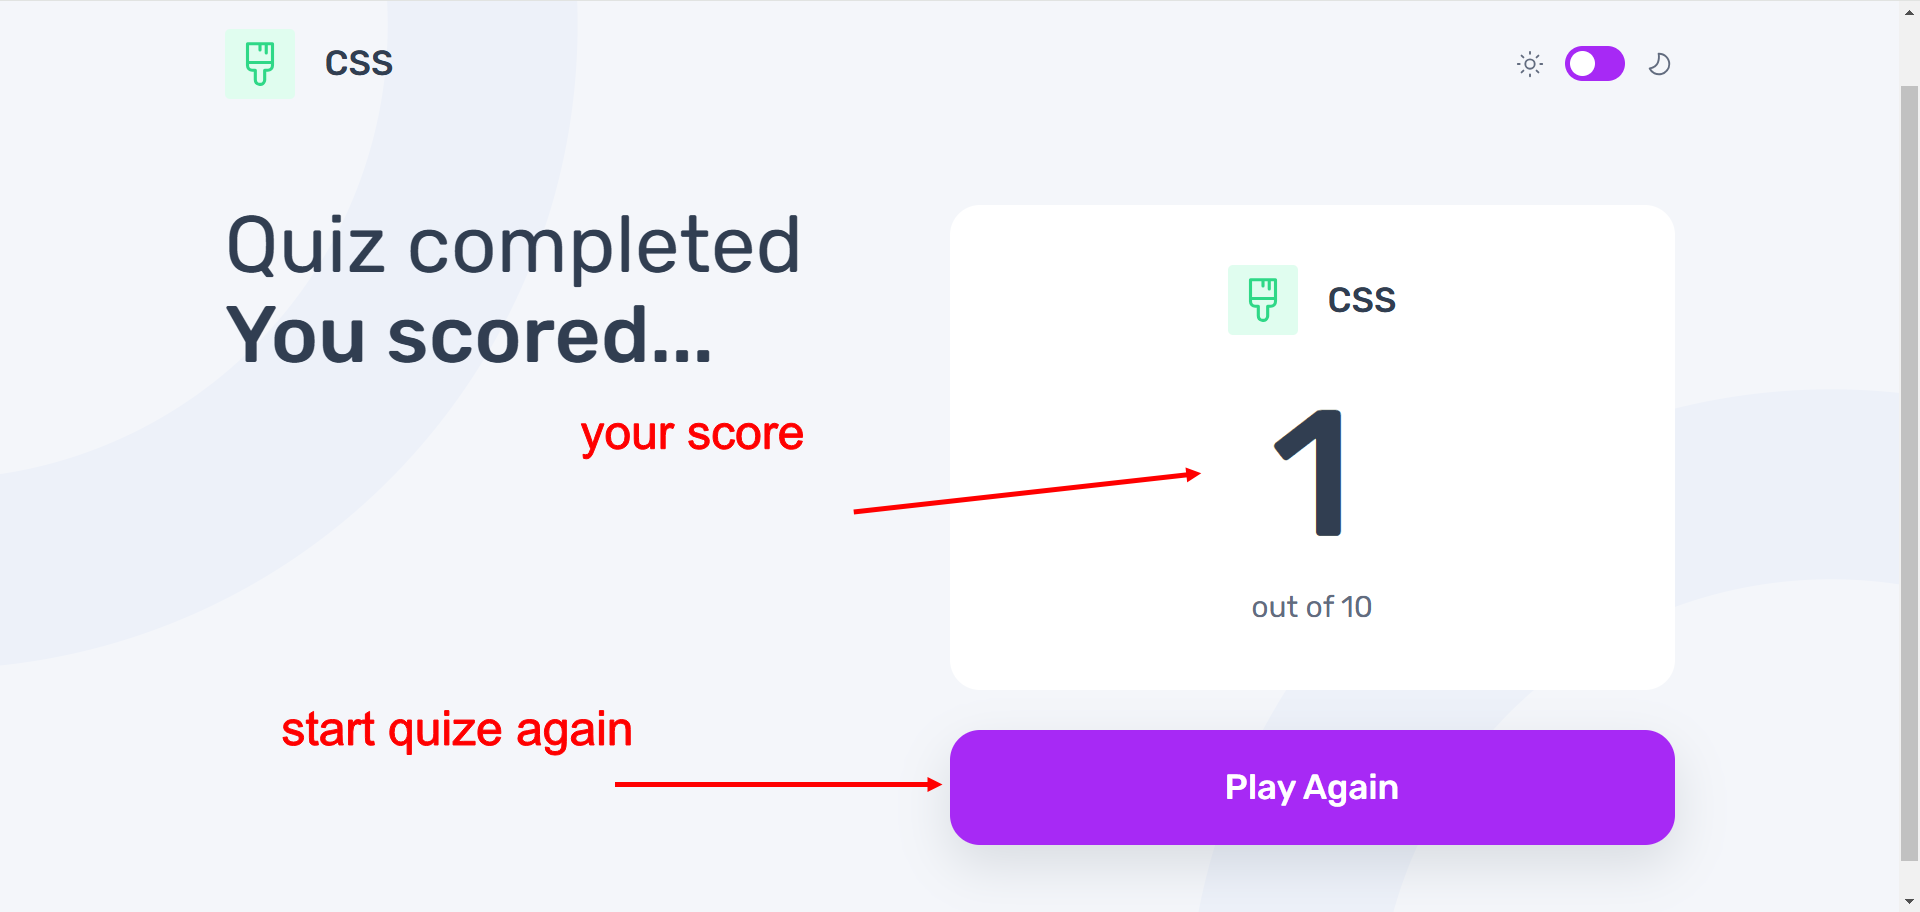 CSS
Quiz completed
You scored...
your score
CSS
1
out of 10
start quize again
Play Again